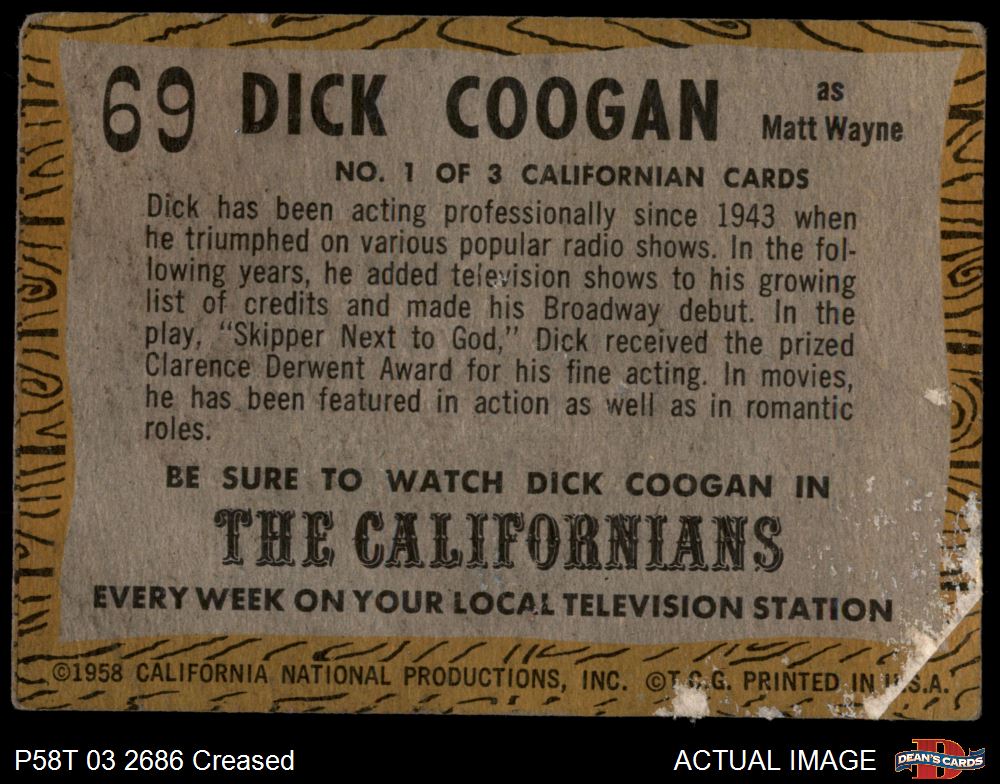 69 DICK COOGAN as
Matt Wayne
NO. 1 OF 3 CALIFORNIAN CARDS
Dick has been acting professionally since 1943 when
he triumphed on various popular radio shows. In the fol-
lowing years, he added television shows to his growing
list of credits and made his Broadway debut. In the
play, "Skipper Next to God," Dick received the prized
Clarence Derwent Award for his fine acting. In movies,
he has been featured in action as well as in romantic
roles.
BE SURE TO WATCH DICK COOGAN IN
THE CALIFORNIANS
EVERY WEEK ON YOUR LOCAL TELEVISION STATION
©1958 CALIFORNIA NATIONAL PRODUCTIONS, INC. ©T.C.G. PRINTED IN U.S.A.
P58T 03 2686 Creased ACTUAL IMAGE DEAN'S CARDS